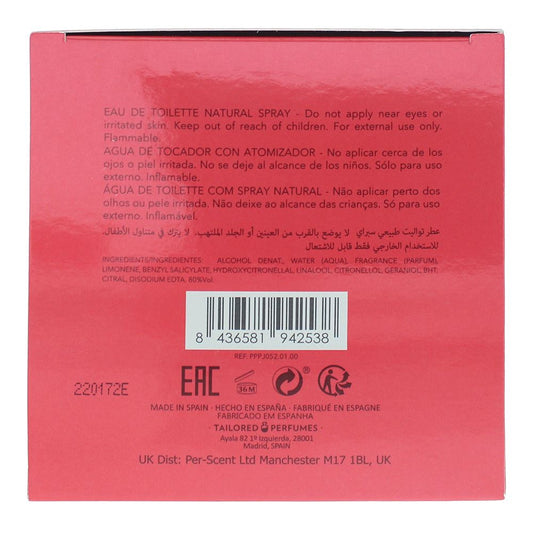 EAU DE TOILETTE NATURAL SPRAY - Do not apply near eyes or
irritated skin. Keep out of reach of children. For external use only.
Flammable.
AGUA DE TOCADOR CON ATOMIZADOR - No aplicar cerca de los
ojos o piel irritada. No se deje al alcance de los niños. Sólo para uso
externo. Inflamable.
ÁGUA DE TOILETTE COM SPRAY NATURAL - Não aplicar perto dos
olhos ou pele irritada. Não deixe ao alcance das crianças. Só para uso
externo. Inflamável.
عطر تواليت طبيعي سبراي - لا يوضع بالقرب من العينين أو الجلد الملتهب. لا يترك في متناول الأطفال.
للاستخدام الخارجي فقط قابل للاشتعال
INGREDIENTS/INGREDIENTES: ALCOHOL DENAT., WATER (AQUA), FRAGRANCE (PARFUM),
LIMONENE, BENZYL SALICYLATE, HYDROXYCITRONELLAL, LINALOOL, CITRONELLOL, GERANIOL, BHT,
CITRAL, DISODIUM EDTA. 80%Vol.
8 436581 942538
REF. PPPJ052.01.00
220172E
EAC
36M
MADE IN SPAIN · HECHO EN ESPAÑA · FABRIQUÉ EN ESPAGNE
FABRICADO EM ESPANHA
· TAILORED PERFUMES ·
Ayala 82 1º Izquierda, 28001
Madrid, SPAIN
UK Dist: Per-Scent Ltd Manchester M17 1BL, UK